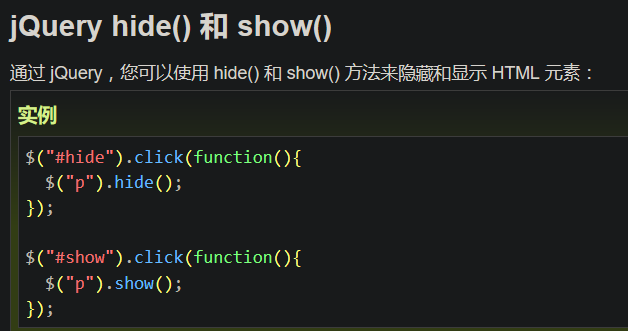 jQuery hide() 和 show()
通过 jQuery，您可以使用 hide() 和 show() 方法来隐藏和显示 HTML 元素：
实例
$("#hide").click(function(){
  $("p").hide();
});

$("#show").click(function(){
  $("p").show();
});